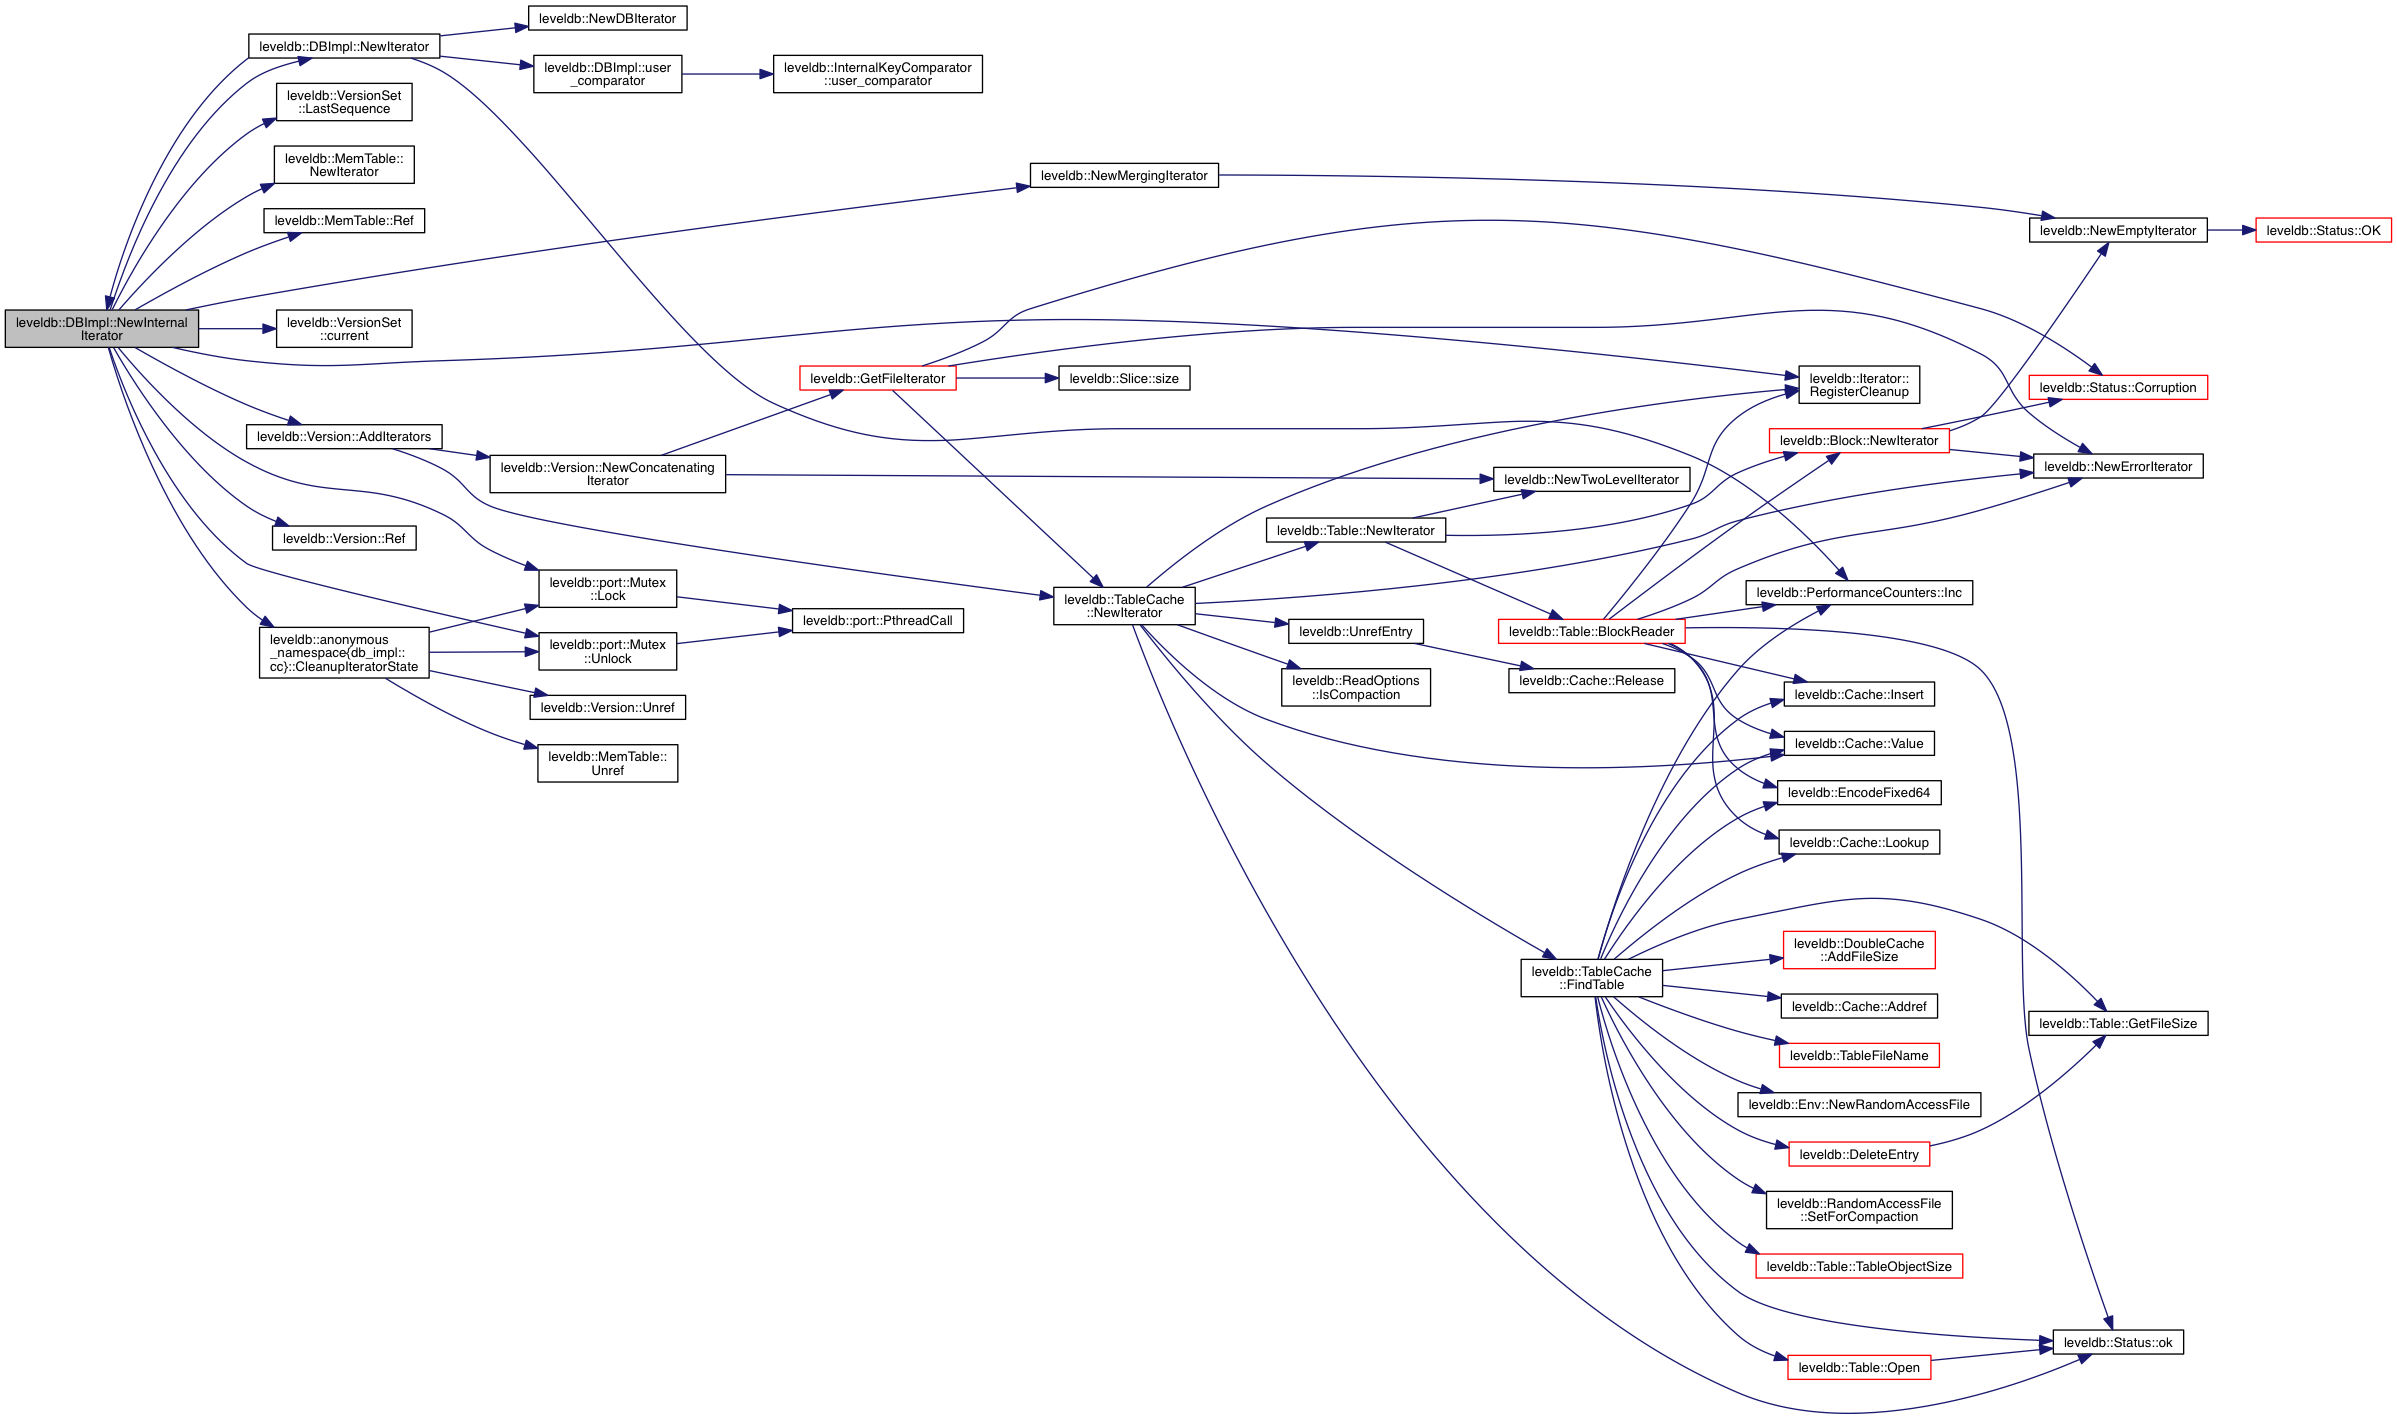 leveldb::NewDBIterator
leveldb::DBImpl::NewIterator
leveldb::DBImpl::user
_comparator
leveldb::InternalKeyComparator
::user_comparator
leveldb::VersionSet
::LastSequence
leveldb::MemTable::
NewIterator
leveldb::MemTable::Ref
leveldb::NewMergingIterator
leveldb::NewEmptyIterator
leveldb::Status::OK
leveldb::DBImpl::NewInternal
Iterator
leveldb::VersionSet
::current
leveldb::GetFileIterator
leveldb::Slice::size
leveldb::Iterator::
RegisterCleanup
leveldb::Status::Corruption
leveldb::Version::AddIterators
leveldb::Block::NewIterator
leveldb::Version::NewConcatenating
Iterator
leveldb::NewTwoLevelIterator
leveldb::NewErrorIterator
leveldb::Version::Ref
leveldb::Table::NewIterator
leveldb::port::Mutex
::Lock
leveldb::TableCache
::NewIterator
leveldb::PerformanceCounters::Inc
leveldb::port::PthreadCall
leveldb::UnrefEntry
leveldb::Table::BlockReader
leveldb::anonymous
_namespace{db_impl::
cc}::CleanupIteratorState
leveldb::port::Mutex
::Unlock
leveldb::ReadOptions
::IsCompaction
leveldb::Cache::Release
leveldb::Cache::Insert
leveldb::Version::Unref
leveldb::Cache::Value
leveldb::MemTable::
Unref
leveldb::EncodeFixed64
leveldb::Cache::Lookup
leveldb::DoubleCache
::AddFileSize
leveldb::TableCache
::FindTable
leveldb::Cache::Addref
leveldb::Table::GetFileSize
leveldb::TableFileName
leveldb::Env::NewRandomAccessFile
leveldb::DeleteEntry
leveldb::RandomAccessFile
::SetForCompaction
leveldb::Table::TableObjectSize
leveldb::Status::ok
leveldb::Table::Open